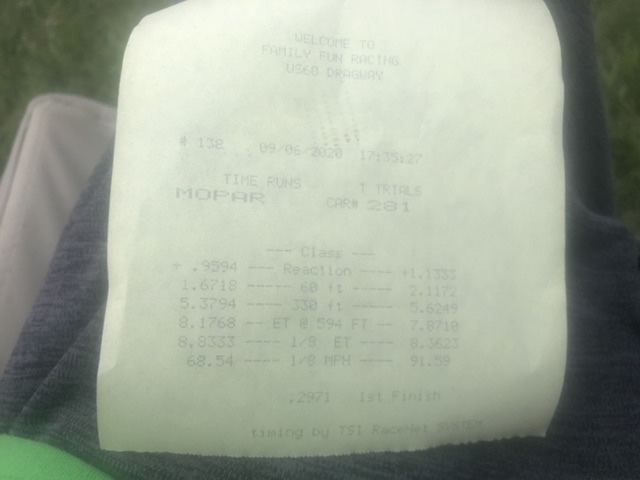 WELCOME TO
FAMILY FUN RACING
US60 DRAGWAY
# 138 09/06/2020 17:35:27
TIME RUNS T TRIALS
MOPAR CAR# 281
--- Class ---
+ .9594 --- Reaction ---- +1.1333
1.6718 ---- 60 ft ---- 2.1172
5.3794 ---- 330 ft ---- 5.6249
8.1768 -- ET @ 594 FT -- 7.8710
8.8333 ---- 1/8 ET ---- 8.3623
68.54 ---- 1/8 MPH ---- 91.59
.2971 1st Finish
timing by TSI RaceNet SYSTEM